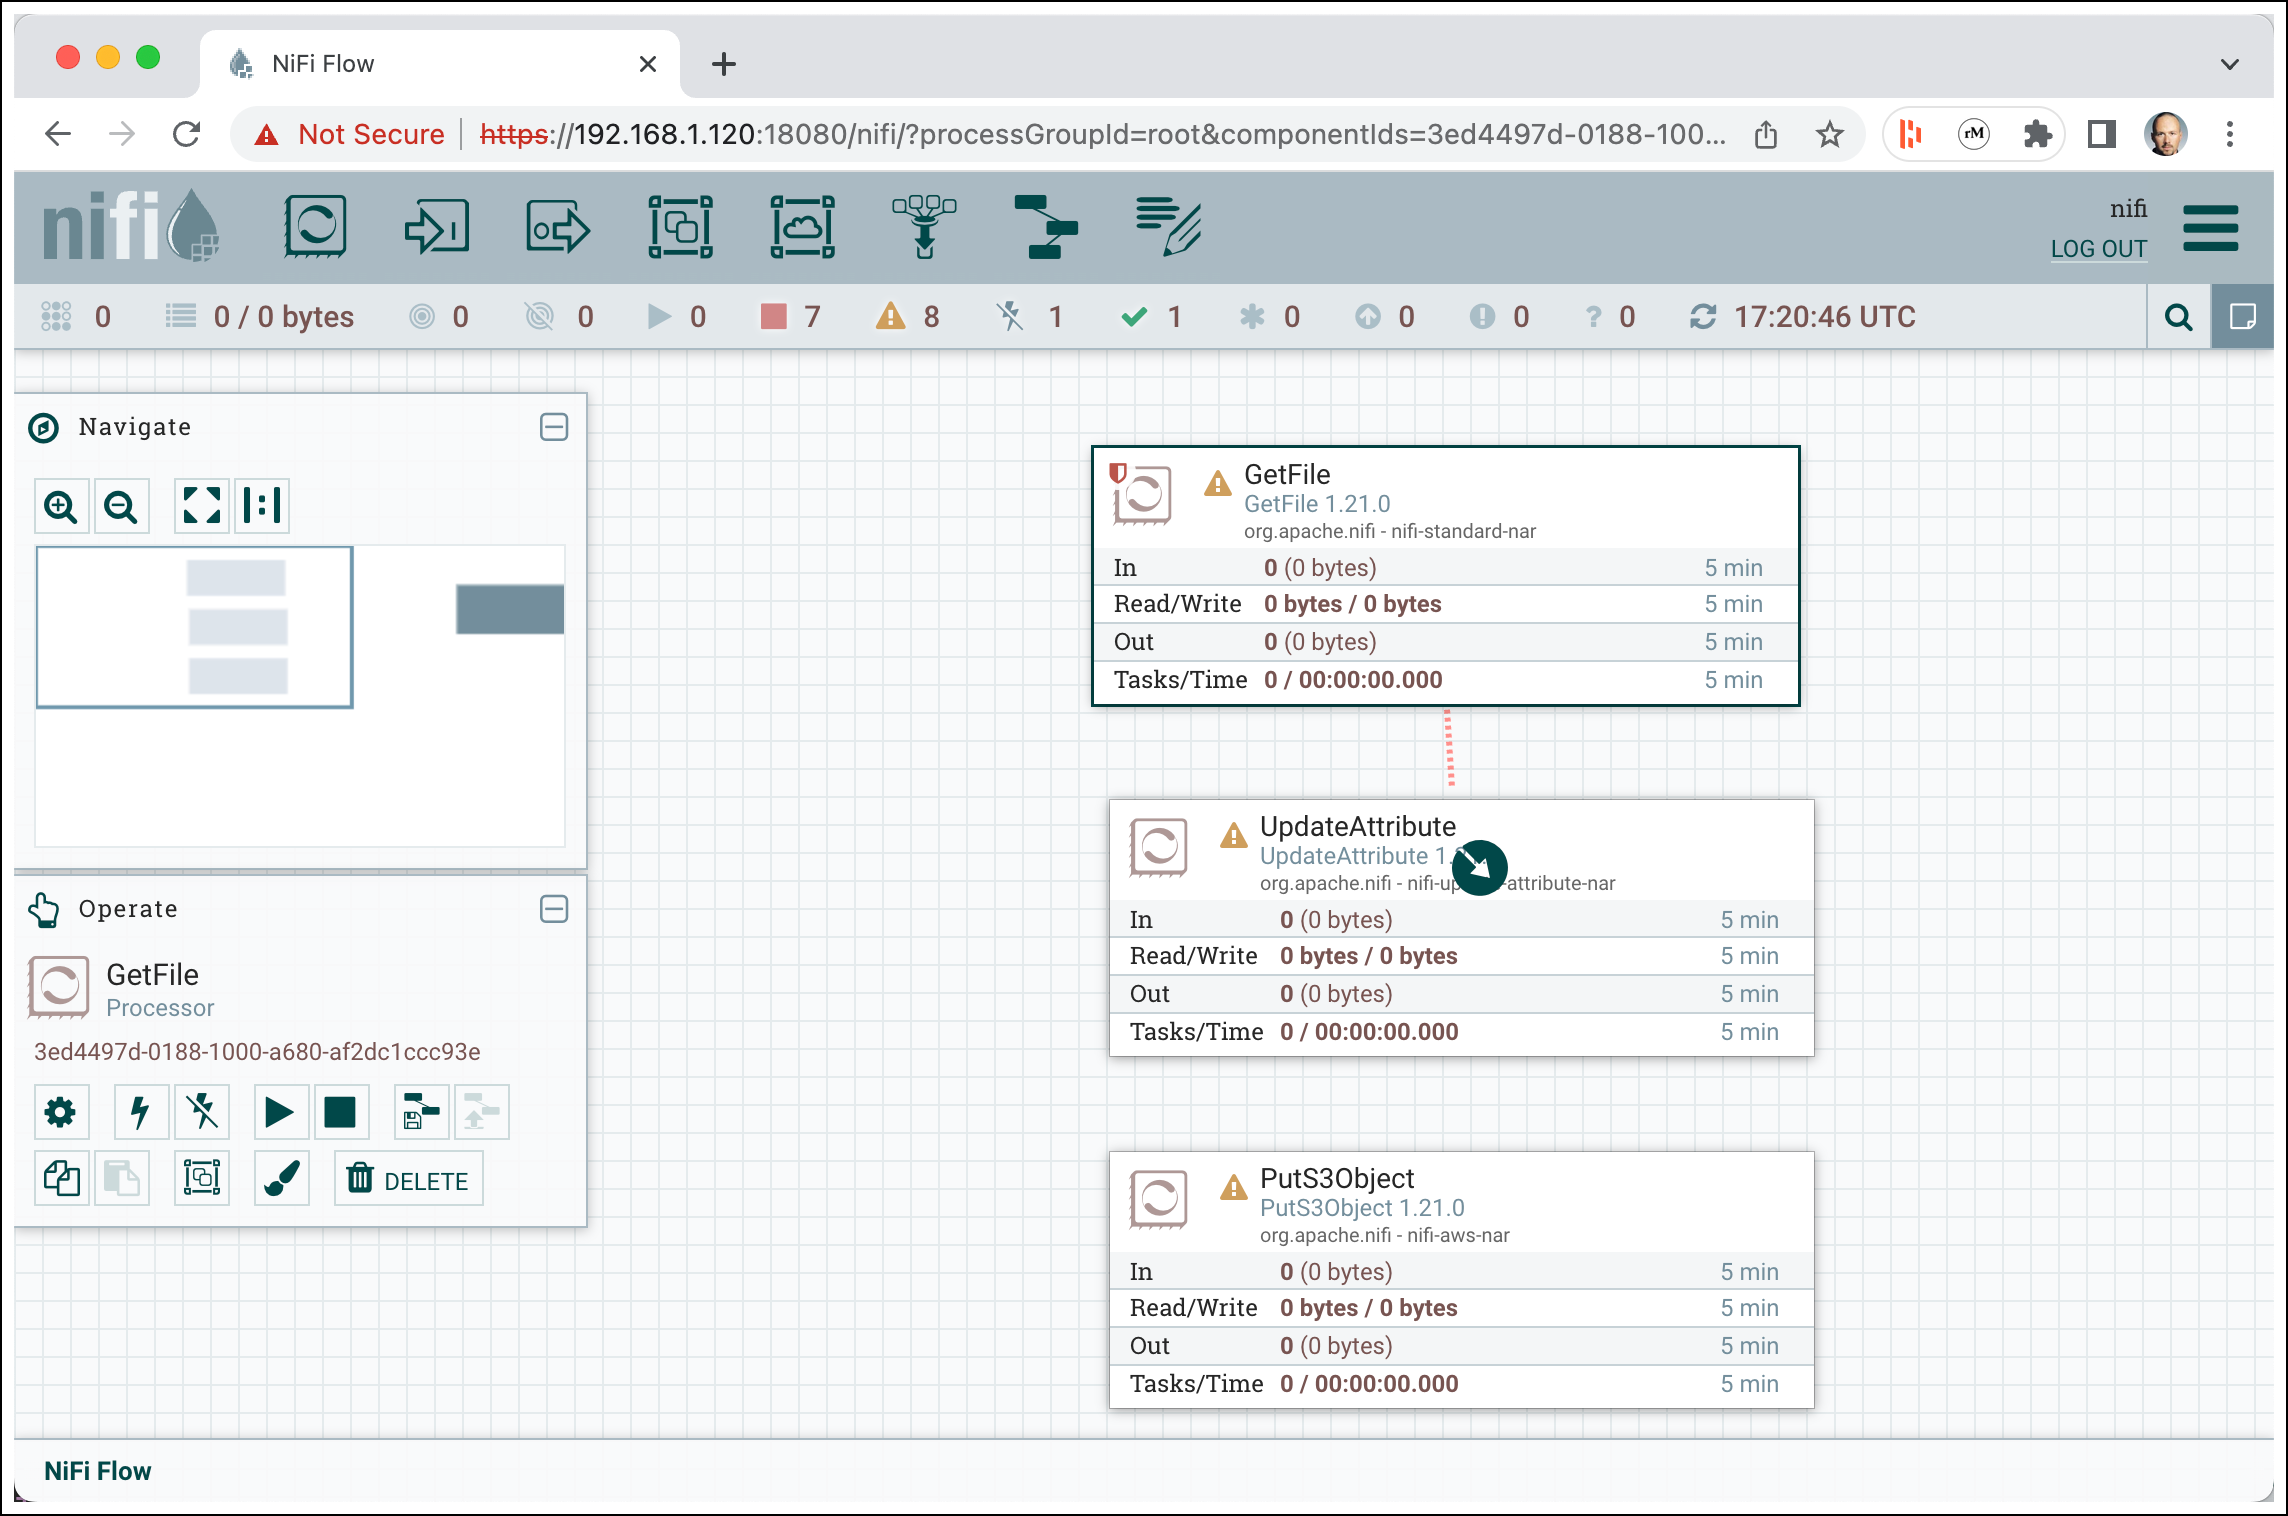 NiFi Flow
Not Secure https://192.168.1.120:18080/nifi/?processGroupId=root&componentIds=3ed4497d-0188-100... rM
nifi nifi
LOG OUT
0 0 / 0 bytes 0 0 0 7 8 1 1 0 0 0 ? 0 17:20:46 UTC
Navigate
GetFile
GetFile 1.21.0
org.apache.nifi - nifi-standard-nar
In 0 (0 bytes) 5 min
Read/Write 0 bytes / 0 bytes 5 min
Out 0 (0 bytes) 5 min
Tasks/Time 0 / 00:00:00.000 5 min
UpdateAttribute
UpdateAttribute
org.apache.nifi -
In 0 (0 bytes) 5 min
Read/Write 0 bytes / 0 bytes 5 min
Out 0 (0 bytes) 5 min
Tasks/Time 0 / 00:00:00.000 5 min
Operate
GetFile
Processor
3ed4497d-0188-1000-a680-af2dc1ccc93e
DELETE
PutS3Object
PutS3Object 1.21.0
org.apache.nifi - nifi-aws-nar
In 0 (0 bytes) 5 min
Read/Write 0 bytes / 0 bytes 5 min
Out 0 (0 bytes) 5 min
Tasks/Time 0 / 00:00:00.000 5 min
NiFi Flow